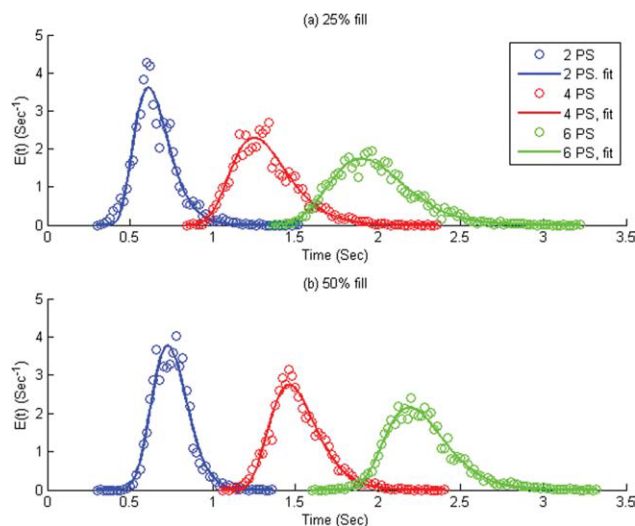 (a) 25% fill
5
4
3
2
1
0
E(t) (Sec⁻¹)
0 0.5 1 1.5 2 2.5 3 3.5
Time (Sec)
2 PS
2 PS. fit
4 PS
4 PS, fit
6 PS
6 PS, fit
(b) 50% fill
5
4
3
2
1
0
E(t) (Sec⁻¹)
0 0.5 1 1.5 2 2.5 3 3.5
Time (Sec)